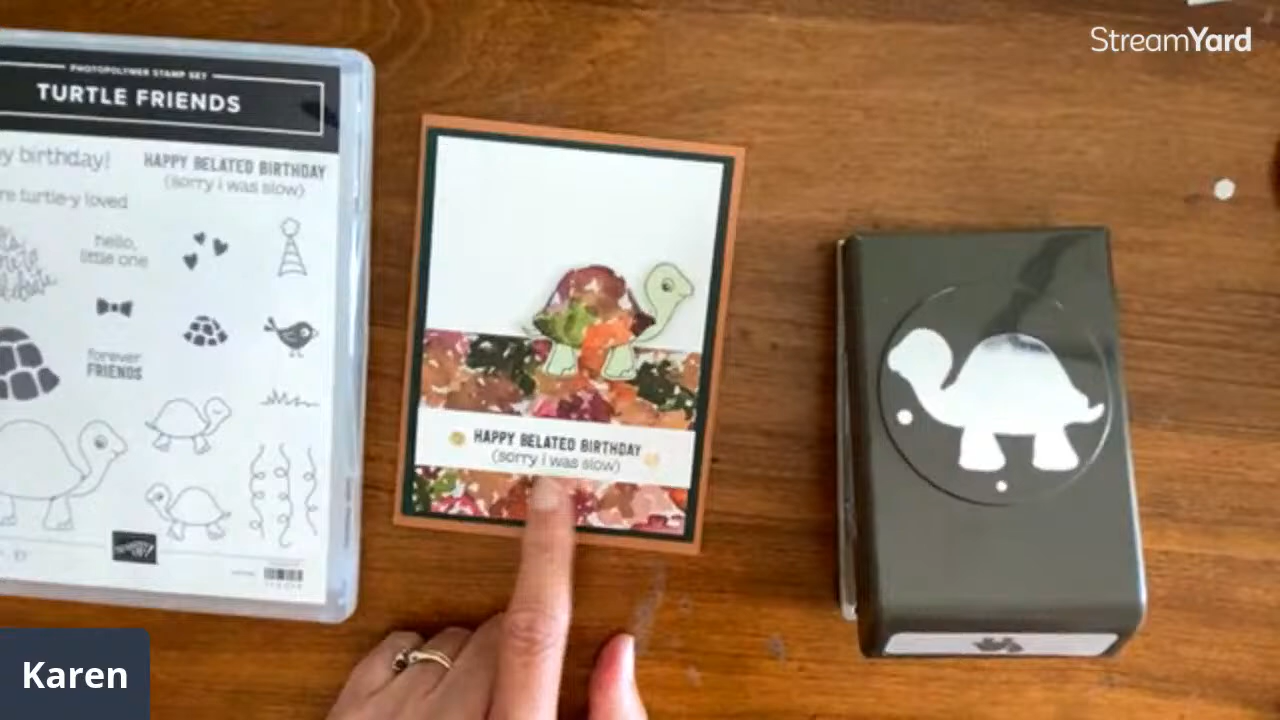 StreamYard
PHOTOPOLYMER STAMP SET
TURTLE FRIENDS
birthday!
HAPPY BELATED BIRTHDAY
(sorry i was slow)
turtle-y loved
hello,
little one
forever
FRIENDS
HAPPY BELATED BIRTHDAY
(sorry i was slow)
Karen